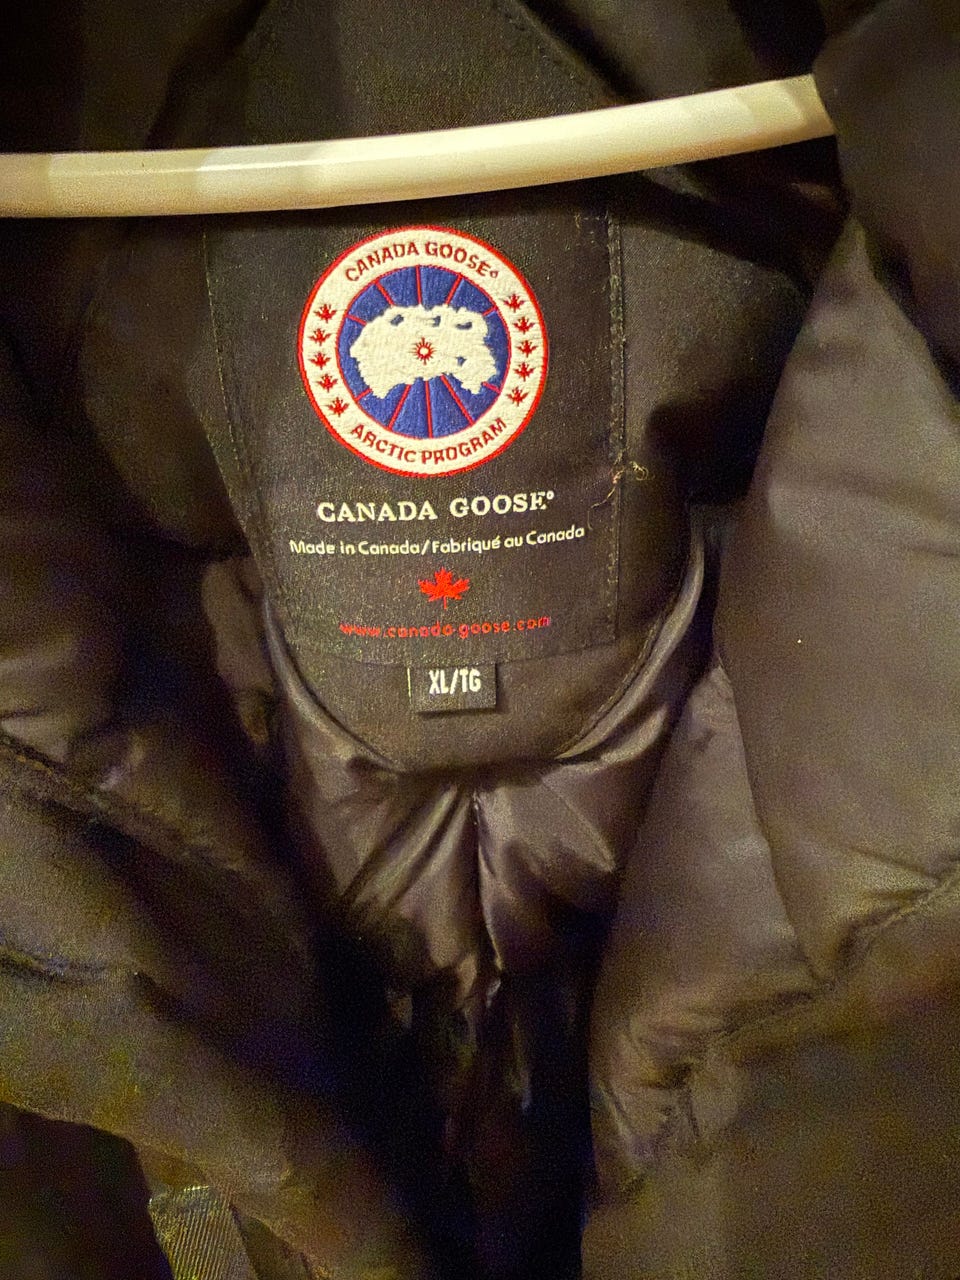 CANADA GOOSE®
ARCTIC PROGRAM
CANADA GOOSE®
Made in Canada/Fabriqué au Canada
www.canada-goose.com
XL/TG